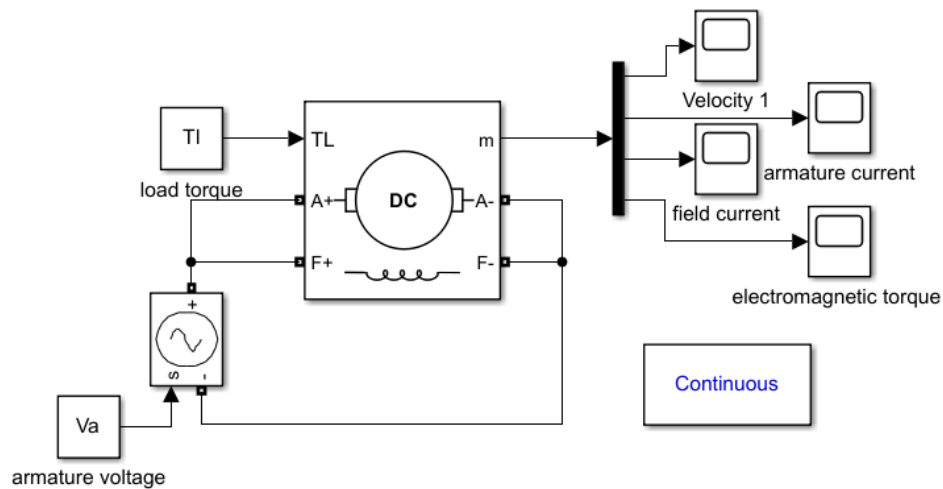 Velocity 1
Tl
TL
m
load torque
armature current
A+
DC
A-
field current
F+
F-
+
electromagnetic torque
s
-
Continuous
Va
armature voltage